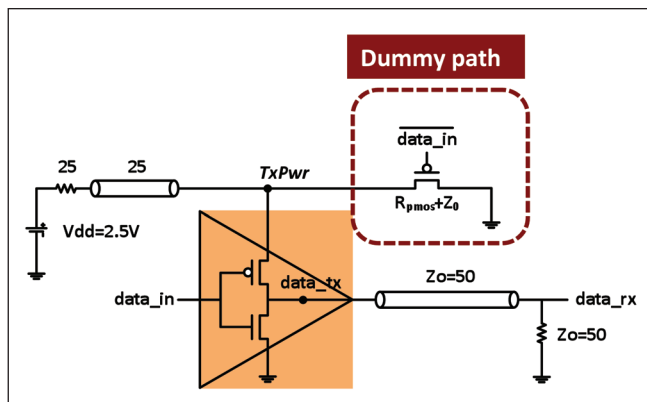 Dummy path
data_in
25
25
TxPwr
Rpmos+Z0
Vdd=2.5V
Zo=50
data_tx
data_in
data_rx
Zo=50